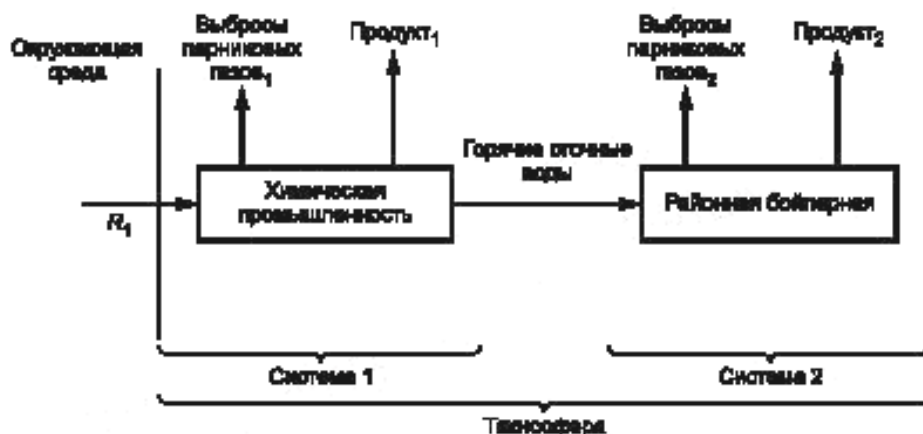 Окружающая
среда
Выбросы
парниковых
газов1
Продукт1
Выбросы
парниковых
газов2
Продукт2
Горячие сточные
воды
Химическая
промышленность
Районная бойлерная
R1
Система 1
Система 2
Техносфера